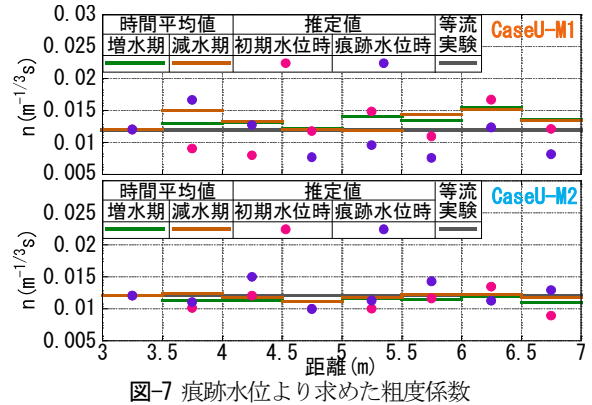 0.03
0.025
0.02
0.015
0.01
0.005
n(m⁻¹/³s)
時間平均値 推定値 等流
増水期 減水期 初期水位時 痕跡水位時 実験
CaseU-M1
0.025
0.02
0.015
0.01
0.005
n(m⁻¹/³s)
時間平均値 推定値 等流
増水期 減水期 初期水位時 痕跡水位時 実験
CaseU-M2
3 3.5 4 4.5 5 5.5 6 6.5 7
距離(m)
図-7 痕跡水位より求めた粗度係数